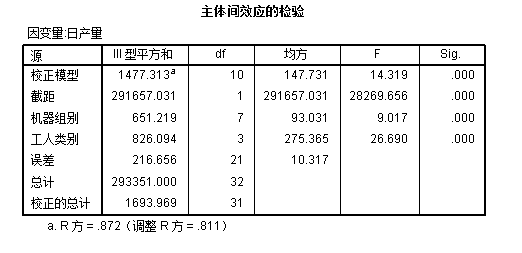 主体间效应的检验
因变量:日产量
源 III 型平方和 df 均方 F Sig.
校正模型 1477.313a 10 147.731 14.319 .000
截距 291657.031 1 291657.031 28269.656 .000
机器组别 651.219 7 93.031 9.017 .000
工人类别 826.094 3 275.365 26.690 .000
误差 216.656 21 10.317
总计 293351.000 32
校正的总计 1693.969 31
a. R 方 = .872（调整 R 方 = .811）